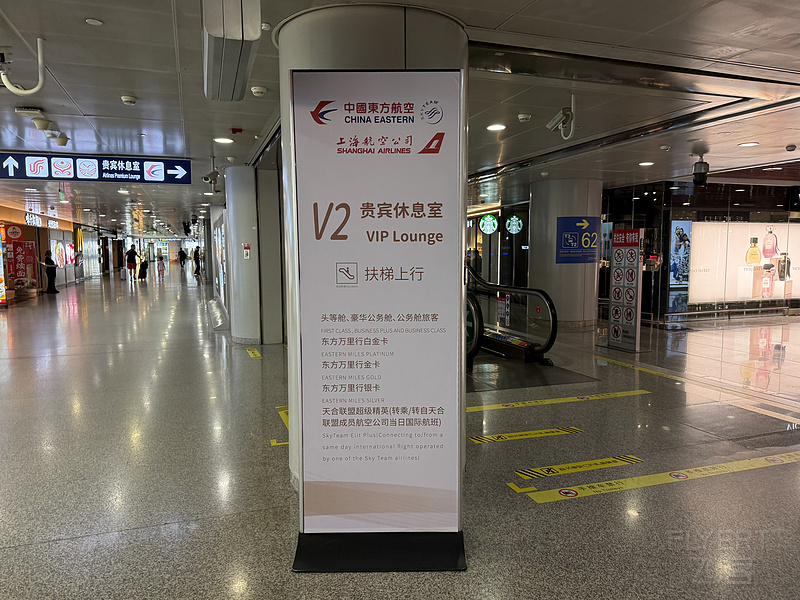 中國東方航空
CHINA EASTERN
SKYTEAM
上海航空公司
SHANGHAI AIRLINES
V2 贵宾休息室
VIP Lounge
扶梯上行
头等舱、豪华公务舱、公务舱旅客
FIRST CLASS, BUSINESS PLUS AND BUSINESS CLASS
东方万里行白金卡
EASTERN MILES PLATINUM
东方万里行金卡
EASTERN MILES GOLD
东方万里行银卡
EASTERN MILES SILVER
天合联盟超级精英(转乘/转自天合
联盟成员航空公司当日国际航班)
SkyTeam Elit Plus(Connecting to/from a
same day international flight operated
by one of the Sky Team airlines)
贵宾休息室
Airlines Premium Lounge
62
免费续面
FLYERT